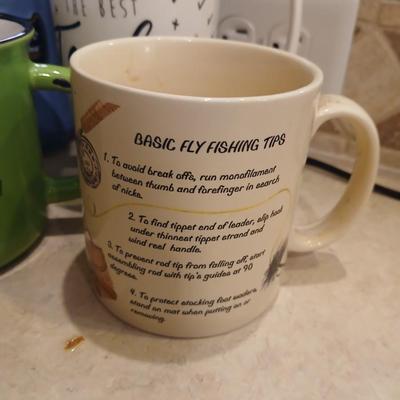 THE BEST
BASIC FLY FISHING TIPS
1. To avoid break offs, run monofilament
between thumb and forefinger in search
of nicks.
2. To find tippet end of leader, slip hook
under thinnest tippet strand and
wind reel handle.
3. To prevent rod tip from falling off, start
assembling rod with tip's guides at 90
degrees.
4. To protect stocking foot waders,
stand on mat when putting on or
removing.